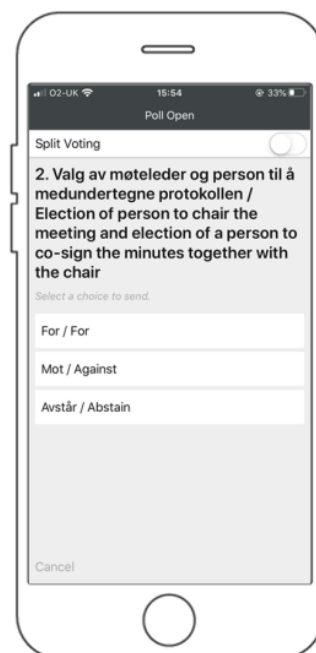 O2-UK 15:54 33%
Poll Open
Split Voting
2. Valg av møteleder og person til å
medundertegne protokollen /
Election of person to chair the
meeting and election of a person to
co-sign the minutes together with
the chair
Select a choice to send.
For / For
Mot / Against
Avstår / Abstain
Cancel